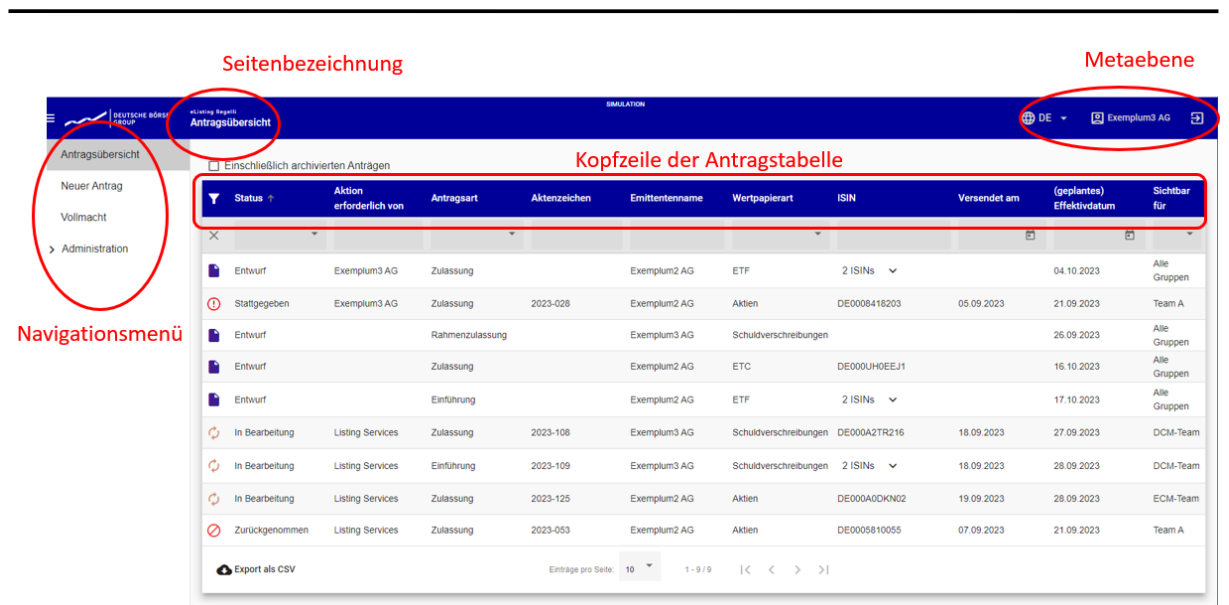 Seitenbezeichnung
Metaebene
SIMULATION
DEUTSCHE BÖRSE
GROUP
eListing Regelli
Antragsübersicht
DE
Exemplum3 AG
Antragsübersicht
Neuer Antrag
Vollmacht
Administration
Navigationsmenü
Einschließlich archivierten Anträgen
Kopfzeile der Antragstabelle
Status ↑ Aktion erforderlich von Antragsart Aktenzeichen Emittentenname Wertpapierart ISIN Versendet am (geplantes) Effektivdatum Sichtbar für
Entwurf Exemplum3 AG Zulassung Exemplum2 AG ETF 2 ISINs 04.10.2023 Alle Gruppen
Stattgegeben Exemplum3 AG Zulassung 2023-028 Exemplum2 AG Aktien DE0008418203 05.09.2023 21.09.2023 Team A
Entwurf Rahmenzulassung Exemplum3 AG Schuldverschreibungen 26.09.2023 Alle Gruppen
Entwurf Zulassung Exemplum2 AG ETC DE000UH0EEJ1 16.10.2023 Alle Gruppen
Entwurf Einführung Exemplum2 AG ETF 2 ISINs 17.10.2023 Alle Gruppen
In Bearbeitung Listing Services Zulassung 2023-108 Exemplum3 AG Schuldverschreibungen DE000A2TR216 18.09.2023 27.09.2023 DCM-Team
In Bearbeitung Listing Services Einführung 2023-109 Exemplum3 AG Schuldverschreibungen 2 ISINs 18.09.2023 28.09.2023 DCM-Team
In Bearbeitung Listing Services Zulassung 2023-125 Exemplum2 AG Aktien DE000A0DKN02 19.09.2023 28.09.2023 ECM-Team
Zurückgenommen Listing Services Zulassung 2023-053 Exemplum2 AG Aktien DE0005810055 07.09.2023 21.09.2023 Team A
Export als CSV Einträge pro Seite: 10 1 - 9 / 9